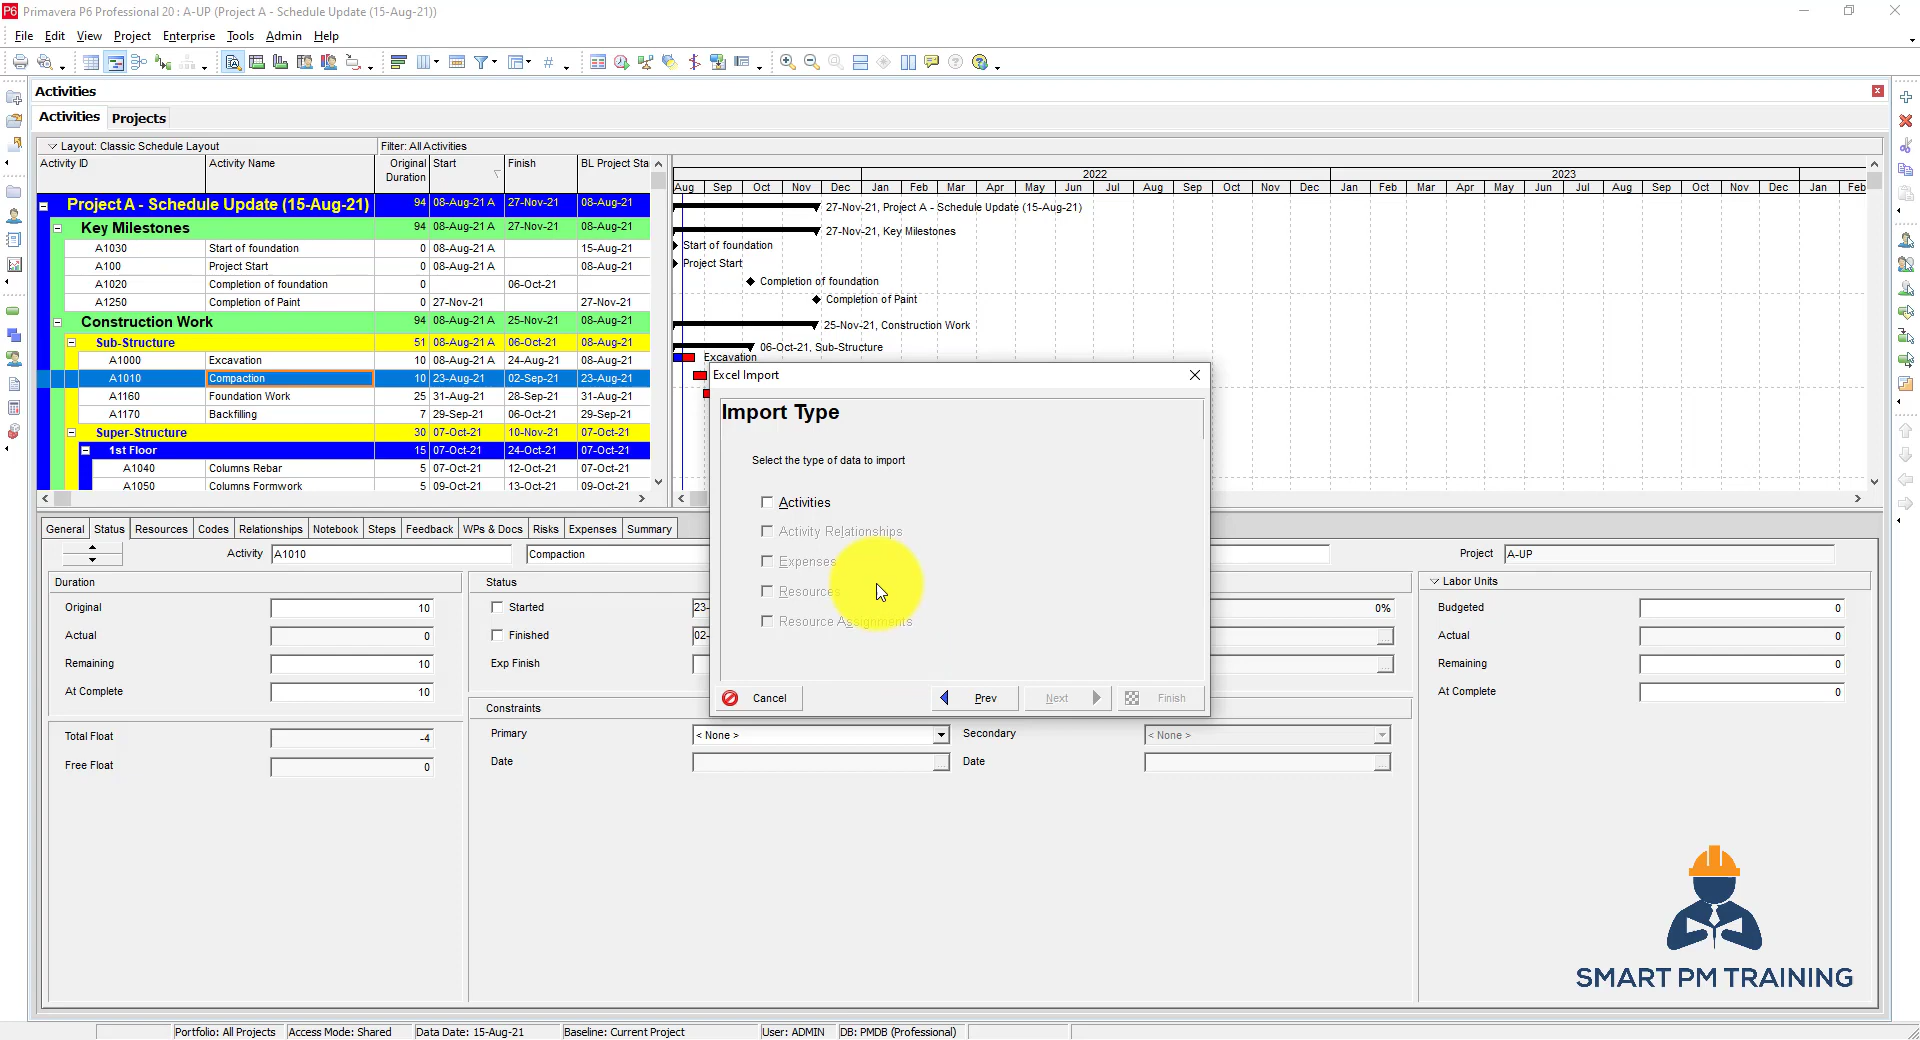 P6 Primavera P6 Professional 20 : A-UP (Project A - Schedule Update (15-Aug-21))
File Edit View Project Enterprise Tools Admin Help
Activities
Activities Projects
Layout: Classic Schedule Layout Filter: All Activities
Activity ID Activity Name Original Duration Start Finish BL Project Sta
2022 2023
Aug Sep Oct Nov Dec Jan Feb Mar Apr May Jun Jul Aug Sep Oct Nov Dec Jan Feb Mar Apr May Jun Jul Aug Sep Oct Nov Dec Jan Feb
Project A - Schedule Update (15-Aug-21) 94 08-Aug-21 A 27-Nov-21 08-Aug-21 27-Nov-21, Project A - Schedule Update (15-Aug-21)
Key Milestones 94 08-Aug-21 A 27-Nov-21 08-Aug-21 27-Nov-21, Key Milestones
A1030 Start of foundation 0 08-Aug-21 A 15-Aug-21 Start of foundation
A100 Project Start 0 08-Aug-21 A 08-Aug-21 Project Start
A1020 Completion of foundation 0 06-Oct-21 Completion of foundation
A1250 Completion of Paint 0 27-Nov-21 27-Nov-21 Completion of Paint
Construction Work 94 08-Aug-21 A 25-Nov-21 08-Aug-21 25-Nov-21, Construction Work
Sub-Structure 51 08-Aug-21 A 06-Oct-21 08-Aug-21 06-Oct-21, Sub-Structure
A1000 Excavation 10 08-Aug-21 A 24-Aug-21 08-Aug-21 Excavation
A1010 Compaction 10 23-Aug-21 02-Sep-21 23-Aug-21
A1160 Foundation Work 25 31-Aug-21 28-Sep-21 31-Aug-21
A1170 Backfilling 7 29-Sep-21 06-Oct-21 29-Sep-21
Super-Structure 30 07-Oct-21 10-Nov-21 07-Oct-21
1st Floor 15 07-Oct-21 24-Oct-21 07-Oct-21
A1040 Columns Rebar 5 07-Oct-21 12-Oct-21 07-Oct-21
A1050 Columns Formwork 5 09-Oct-21 13-Oct-21 09-Oct-21
Excel Import
Import Type
Select the type of data to import
Activities
Activity Relationships
Expenses
Resources
Resource Assignments
Cancel Prev Next Finish
General Status Resources Codes Relationships Notebook Steps Feedback WPs & Docs Risks Expenses Summary
Activity A1010 Compaction Project A-UP
Duration Status Labor Units
Original 10 Started 23- 0% Budgeted 0
Actual 0 Finished 02- Actual 0
Remaining 10 Exp Finish Remaining 0
At Complete 10 At Complete 0
Constraints
Total Float -4 Primary < None > Secondary < None >
Free Float 0 Date Date
SMART PM TRAINING
Portfolio: All Projects Access Mode: Shared Data Date: 15-Aug-21 Baseline: Current Project User: ADMIN DB: PMDB (Professional)